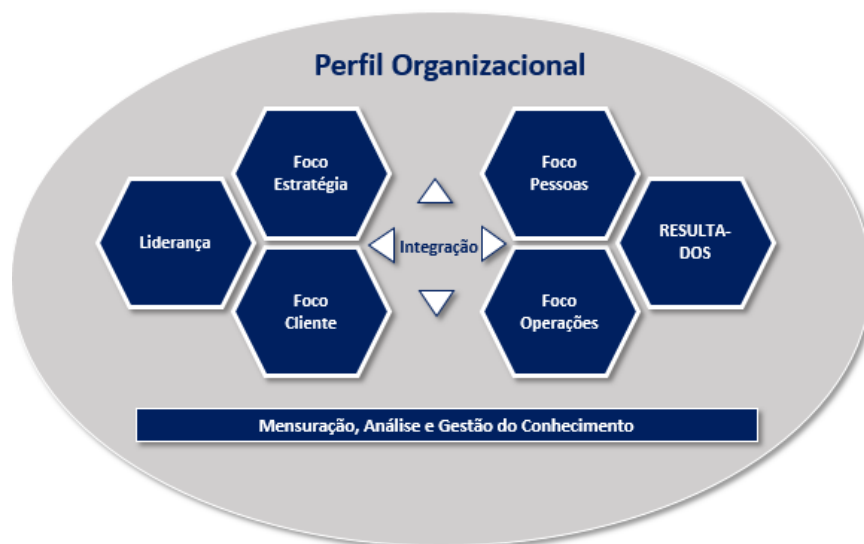 Perfil Organizacional
Foco
Estratégia
Foco
Pessoas
Liderança
Integração
RESULTA-
DOS
Foco
Cliente
Foco
Operações
Mensuração, Análise e Gestão do Conhecimento